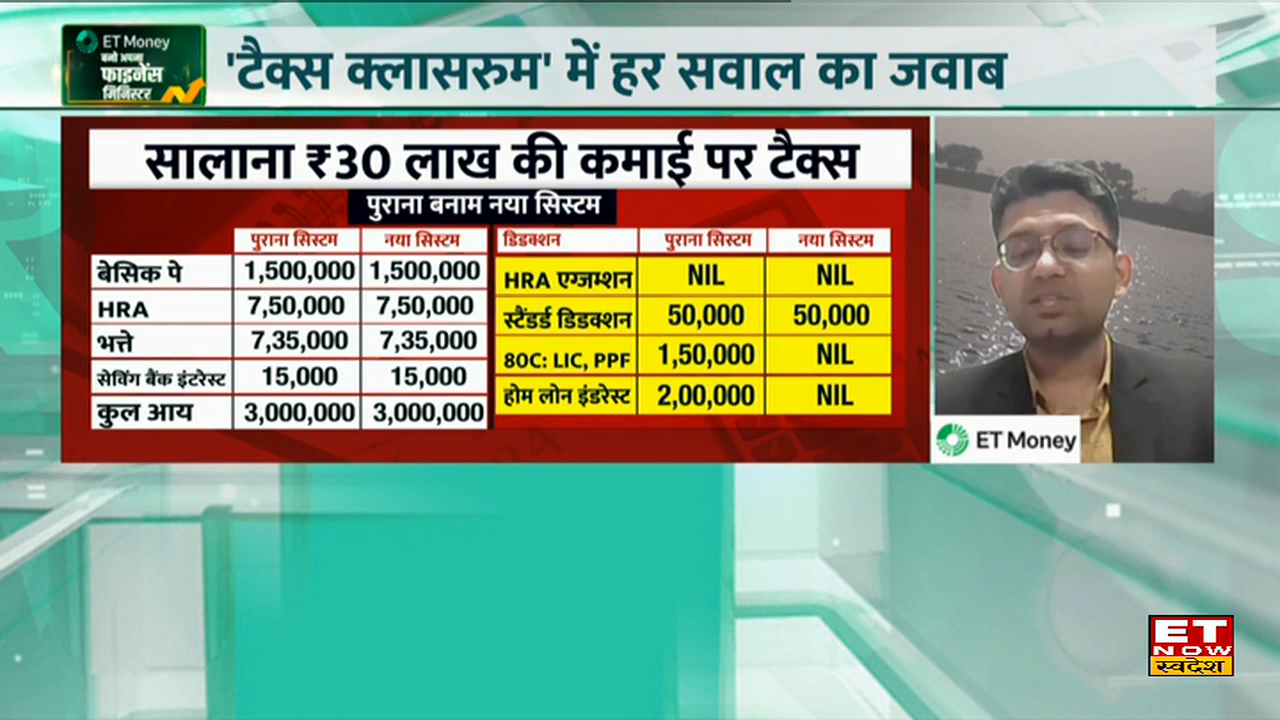 ET Money
बनो अपना
फाइनेंस
मिनिस्टर
'टैक्स क्लासरुम' में हर सवाल का जवाब
सालाना ₹30 लाख की कमाई पर टैक्स
पुराना बनाम नया सिस्टम
पुराना सिस्टम नया सिस्टम
बेसिक पे 1,500,000 1,500,000
HRA 7,50,000 7,50,000
भत्ते 7,35,000 7,35,000
सेविंग बैंक इंटरेस्ट 15,000 15,000
कुल आय 3,000,000 3,000,000
डिडक्शन पुराना सिस्टम नया सिस्टम
HRA एग्जम्शन NIL NIL
स्टैंडर्ड डिडक्शन 50,000 50,000
80C: LIC, PPF 1,50,000 NIL
होम लोन इंडरेस्ट 2,00,000 NIL
ET Money
ET
NOW
स्वदेश